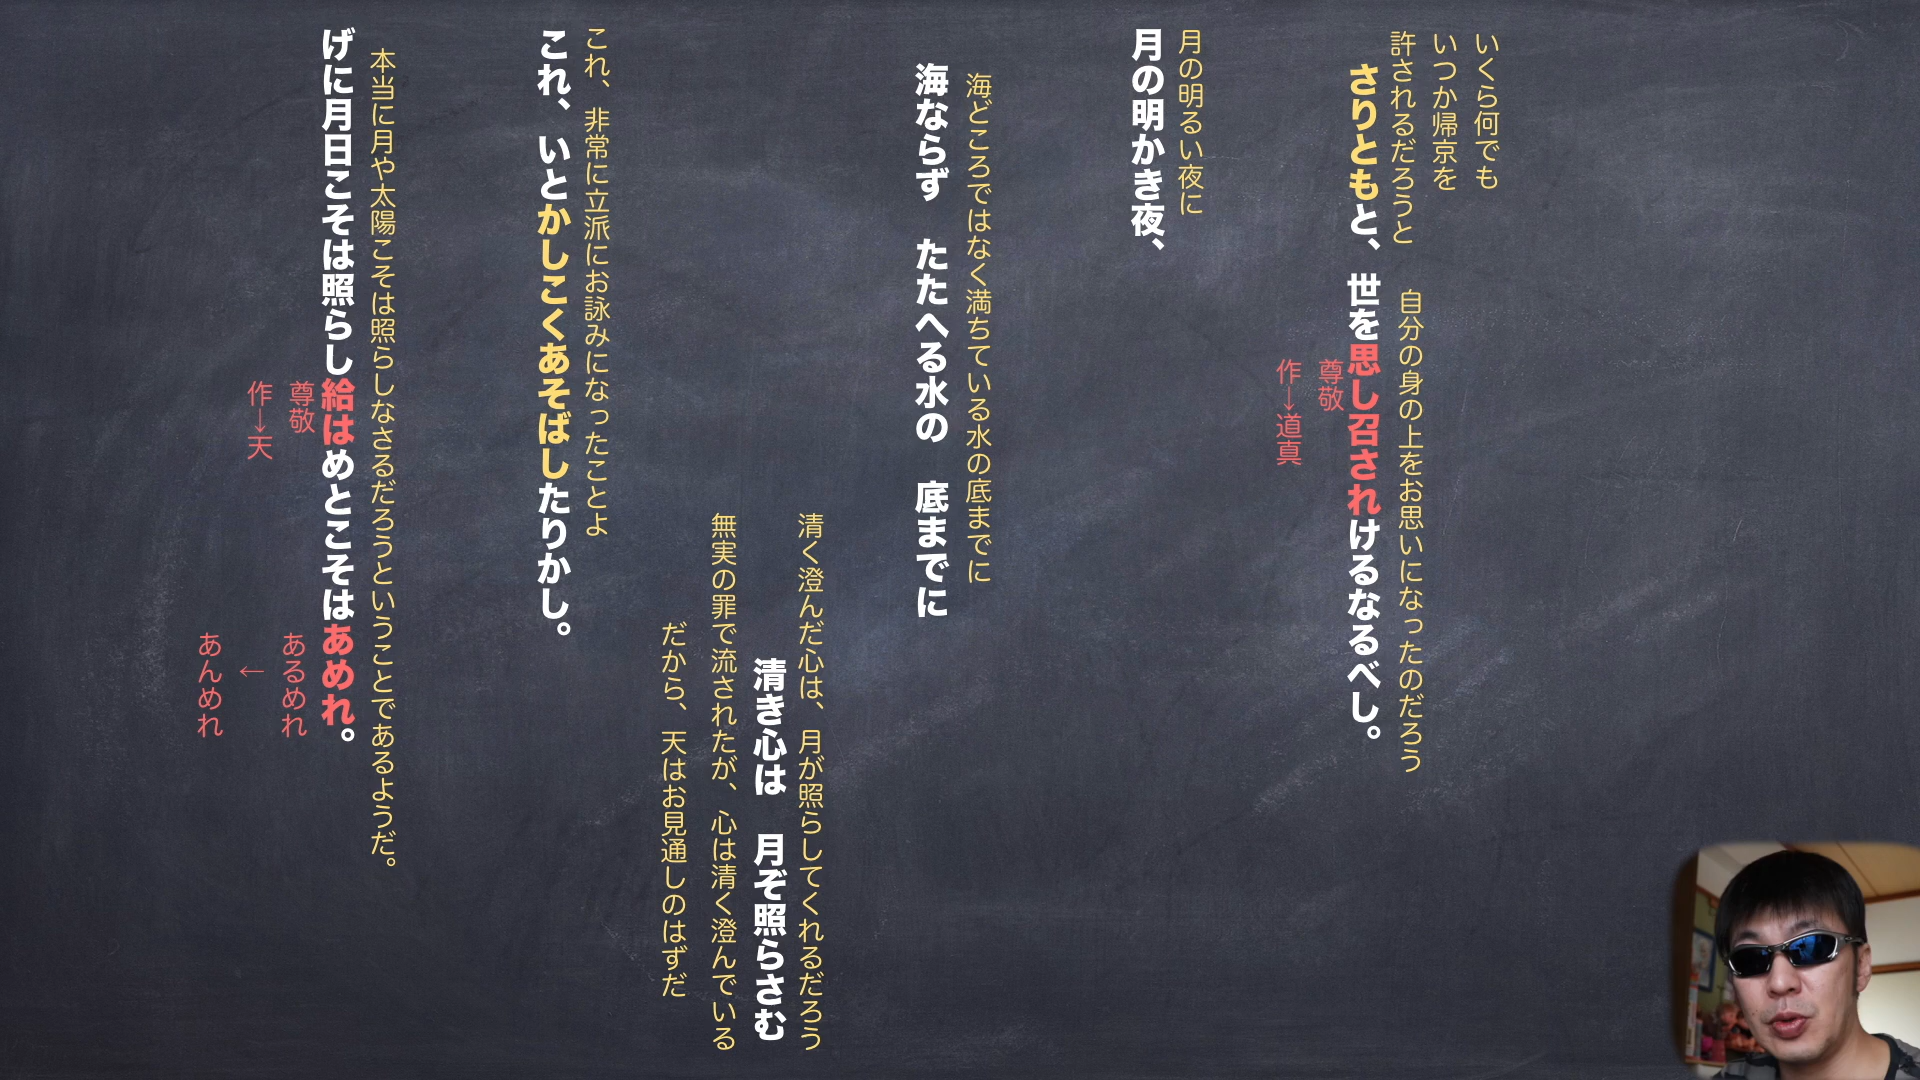 いくら何でも
いつか帰京を
許されるだろうと
自分の身の上をお思いになったのだろう
さりともと、世を思し召されけるなるべし。
尊敬
作→道真
月の明るい夜に
月の明かき夜、
海どころではなく満ちている水の底までに
海ならず　たたへる水の　底までに
清く澄んだ心は、月が照らしてくれるだろう
清き心は　月ぞ照らさむ
無実の罪で流されたが、心は清く澄んでいる
だから、天はお見通しのはずだ
これ、非常に立派にお詠みになったことよ
これ、いとかしこくあそばしたりかし。
本当に月や太陽こそは照らしなさるだろうということであるようだ。
げに月日こそは照らし給はめとこそはあめれ。
尊敬
作→天
あるめれ
↓
あんめれ